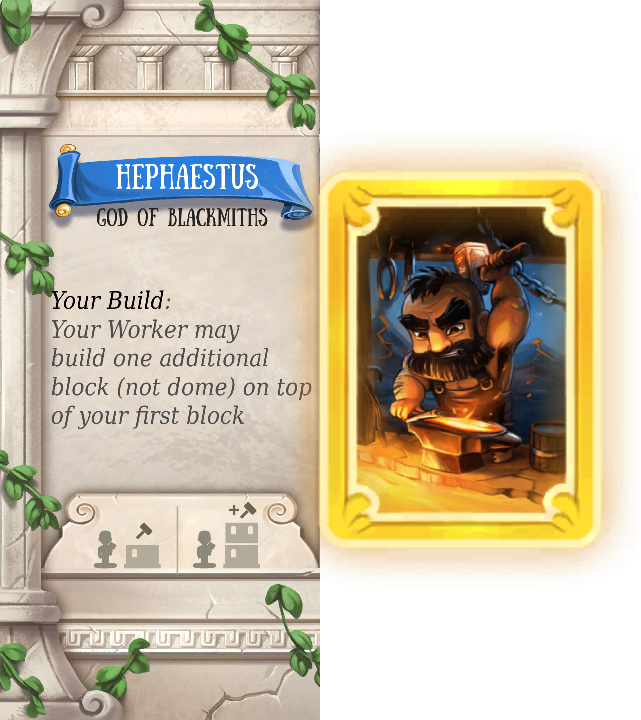 HEPHAESTUS
GOD OF BLACKMITHS
Your Build:
Your Worker may
build one additional
block (not dome) on top
of your first block
+